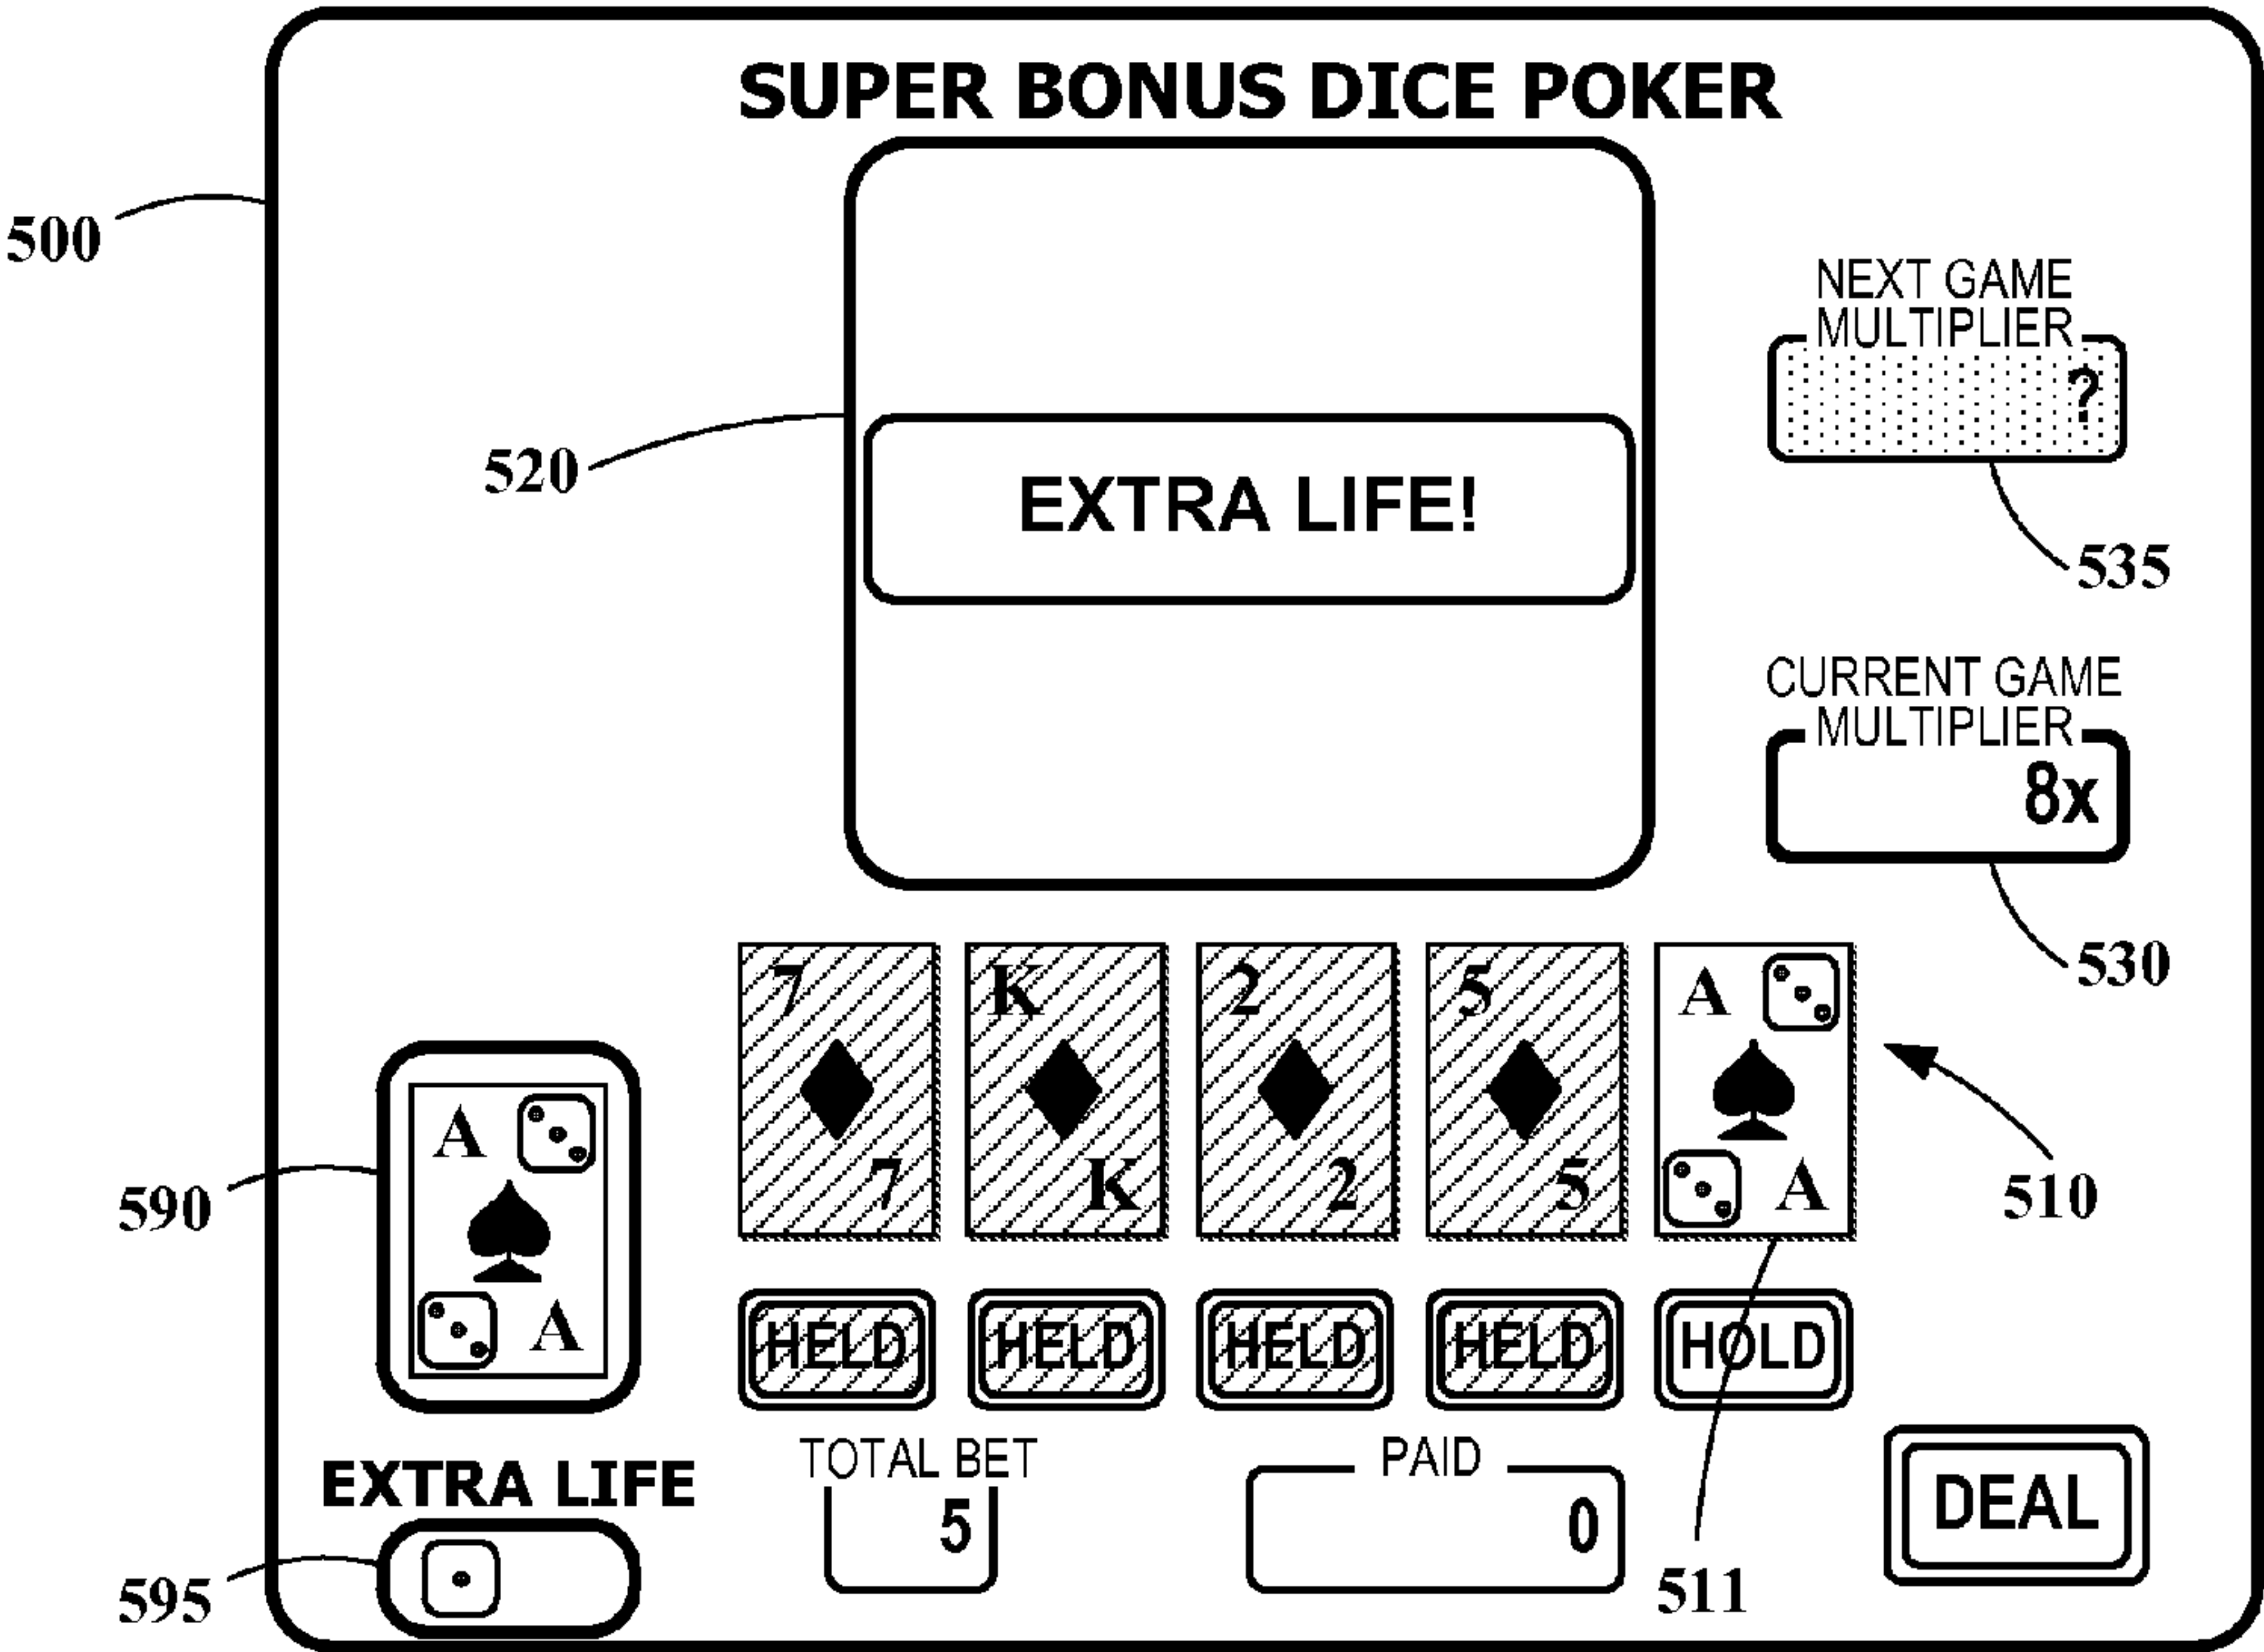 SUPER BONUS DICE POKER
500
NEXT GAME
MULTIPLIER
?
520
EXTRA LIFE!
535
CURRENT GAME
MULTIPLIER
8x
530
7 K 2 5 A
A
590
7 K 2 5 A
510
A
HELD HELD HELD HELD HOLD
EXTRA LIFE
TOTAL BET
5
PAID
0
DEAL
595
511